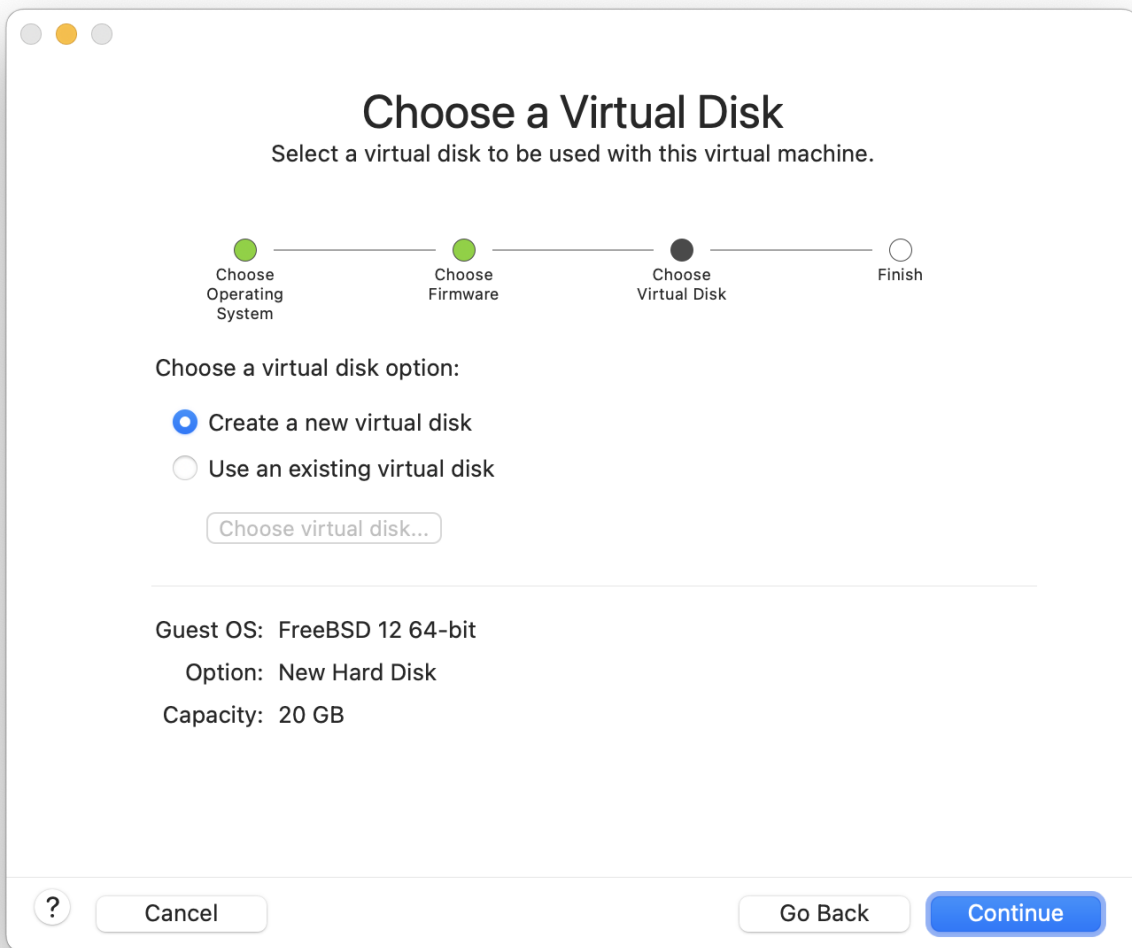 Choose a Virtual Disk
Select a virtual disk to be used with this virtual machine.
Choose
Operating
System
Choose
Firmware
Choose
Virtual Disk
Finish
Choose a virtual disk option:
Create a new virtual disk
Use an existing virtual disk
Choose virtual disk...
Guest OS: FreeBSD 12 64-bit
Option: New Hard Disk
Capacity: 20 GB
? Cancel Go Back Continue